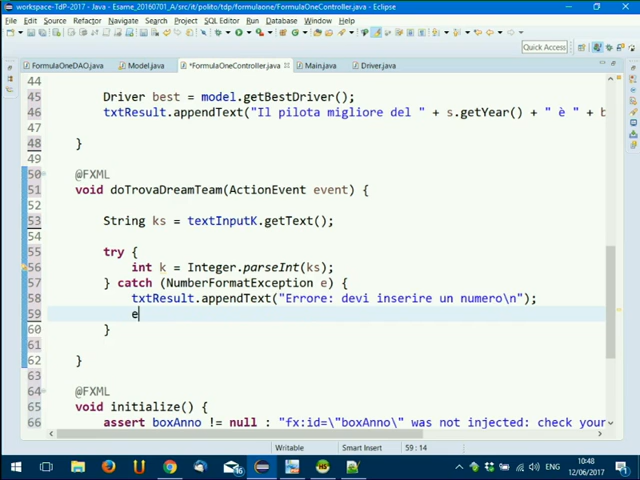 workspace-TdP-2017 - Java - Esame_20160701_A/src/it/polito/tdp/formulaone/FormulaOneController.java - Eclipse
File Edit Source Refactor Navigate Search Project SQL Editor Run Database Window Help
Quick Access
FormulaOneDAO.java Model.java *FormulaOneController.java Main.java Driver.java
44
45 Driver best = model.getBestDriver();
46 txtResult.appendText("Il pilota migliore del " + s.getYear() + " è " + b
47
48 }
49
50 @FXML
51 void doTrovaDreamTeam(ActionEvent event) {
52
53 String ks = textInputK.getText();
54
55 try {
56 int k = Integer.parseInt(ks);
57 } catch (NumberFormatException e) {
58 txtResult.appendText("Errore: devi inserire un numero\n");
59 e
60 }
61
62 }
63
64 @FXML
65 void initialize() {
66 assert boxAnno != null : "fx:id=\"boxAnno\" was not injected: check your
Writable Smart Insert 59 : 14
10:48
12/06/2017